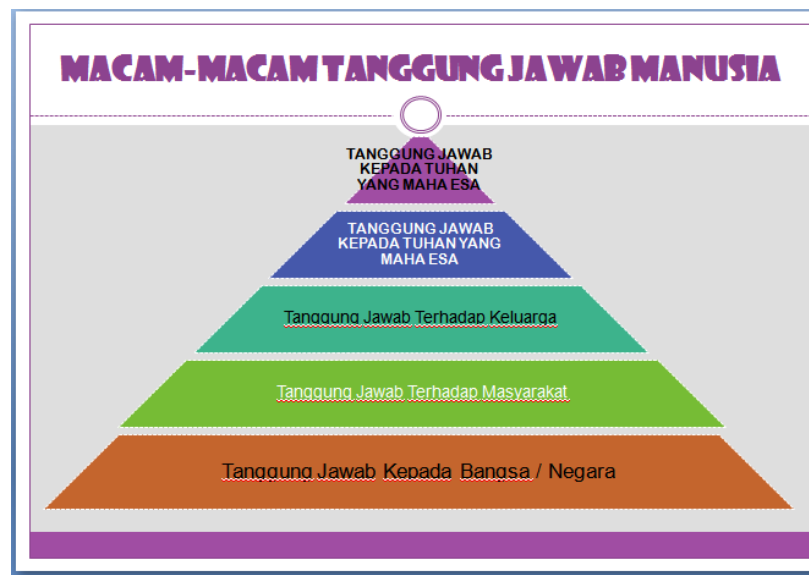 MACAM-MACAM TANGGUNG JAWAB MANUSIA
TANGGUNG JAWAB
KEPADA TUHAN
YANG MAHA ESA
TANGGUNG JAWAB
KEPADA TUHAN YANG
MAHA ESA
Tanggung Jawab Terhadap Keluarga
Tanggung Jawab Terhadap Masyarakat
Tanggung Jawab Kepada Bangsa / Negara